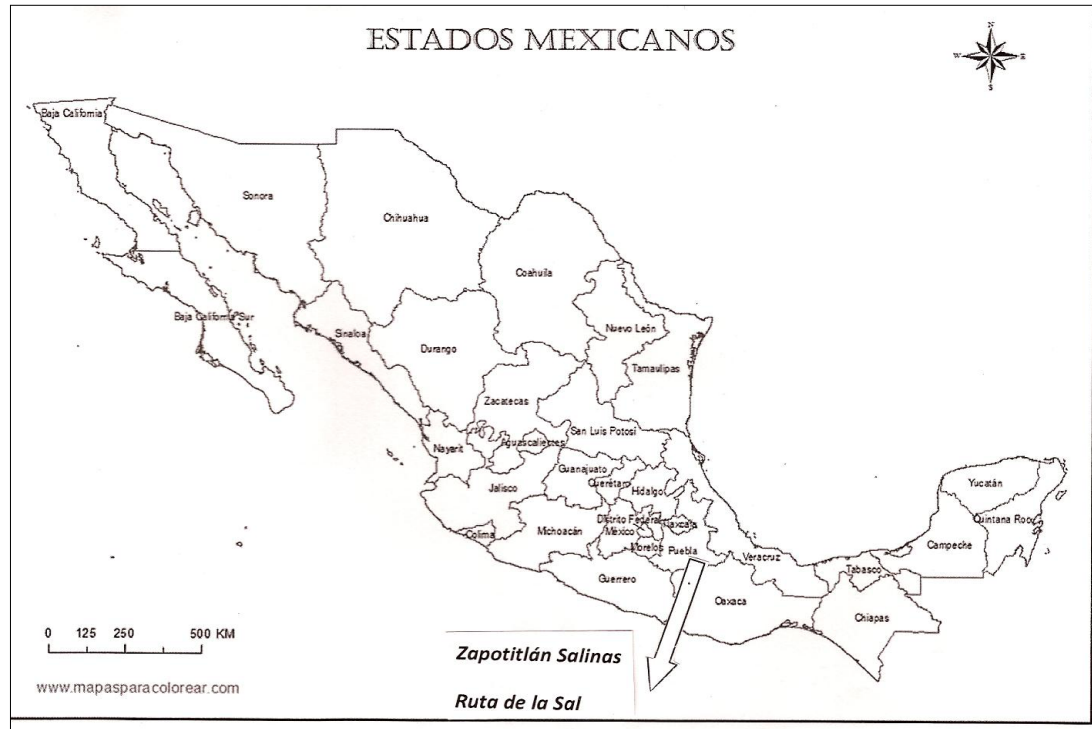 ESTADOS MEXICANOS
N
W
E
S
Baja California
Sonora
Chihuahua
Coahuila
Baja California Sur
Sinaloa
Durango
Nuevo León
Tamaulipas
Zacatecas
San Luis Potosí
Nayarit
Aguascalientes
Guanajuato
Querétaro
Hidalgo
Jalisco
Yucatán
Quintana Roo
Campeche
Colima
Michoacán
Distrito Federal
México
Tlaxcala
Morelos
Puebla
Veracruz
Tabasco
Guerrero
Oaxaca
Chiapas
0 125 250 500 KM
Zapotitlán Salinas
Ruta de la Sal
www.mapasparacolorear.com